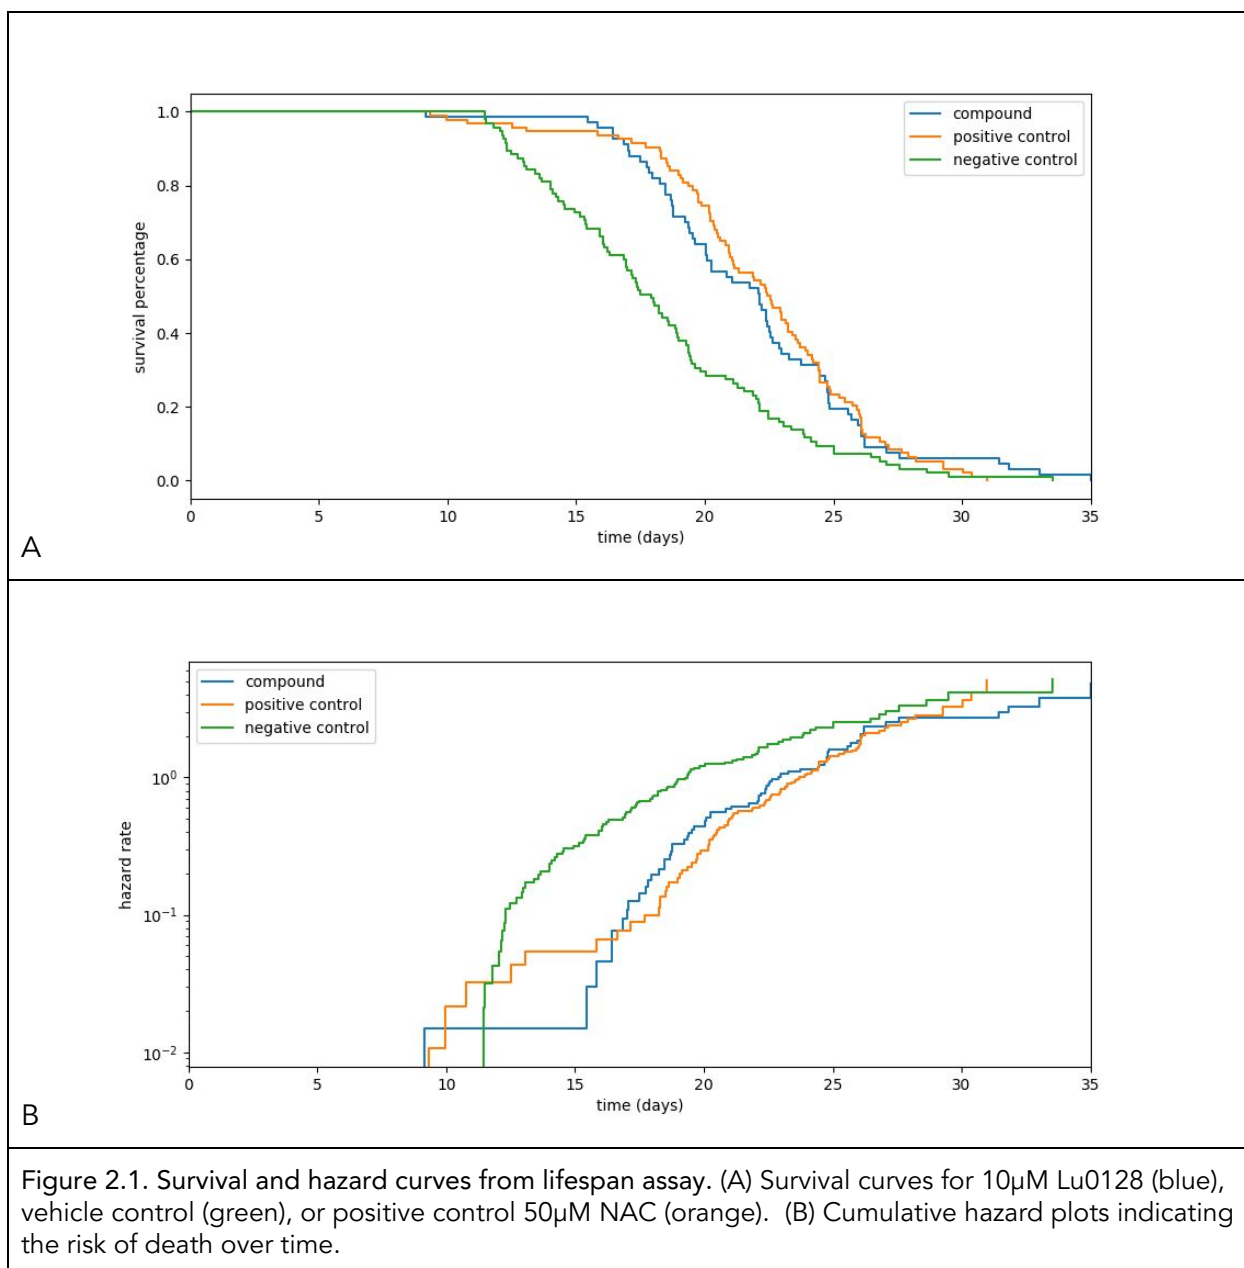 1.0
0.8
0.6
0.4
0.2
0.0
survival percentage
compound
positive control
negative control
0 5 10 15 20 25 30 35
time (days)
A
compound
positive control
negative control
10⁰
10⁻¹
10⁻²
hazard rate
0 5 10 15 20 25 30 35
time (days)
B
Figure 2.1. Survival and hazard curves from lifespan assay. (A) Survival curves for 10µM Lu0128 (blue),
vehicle control (green), or positive control 50µM NAC (orange). (B) Cumulative hazard plots indicating
the risk of death over time.